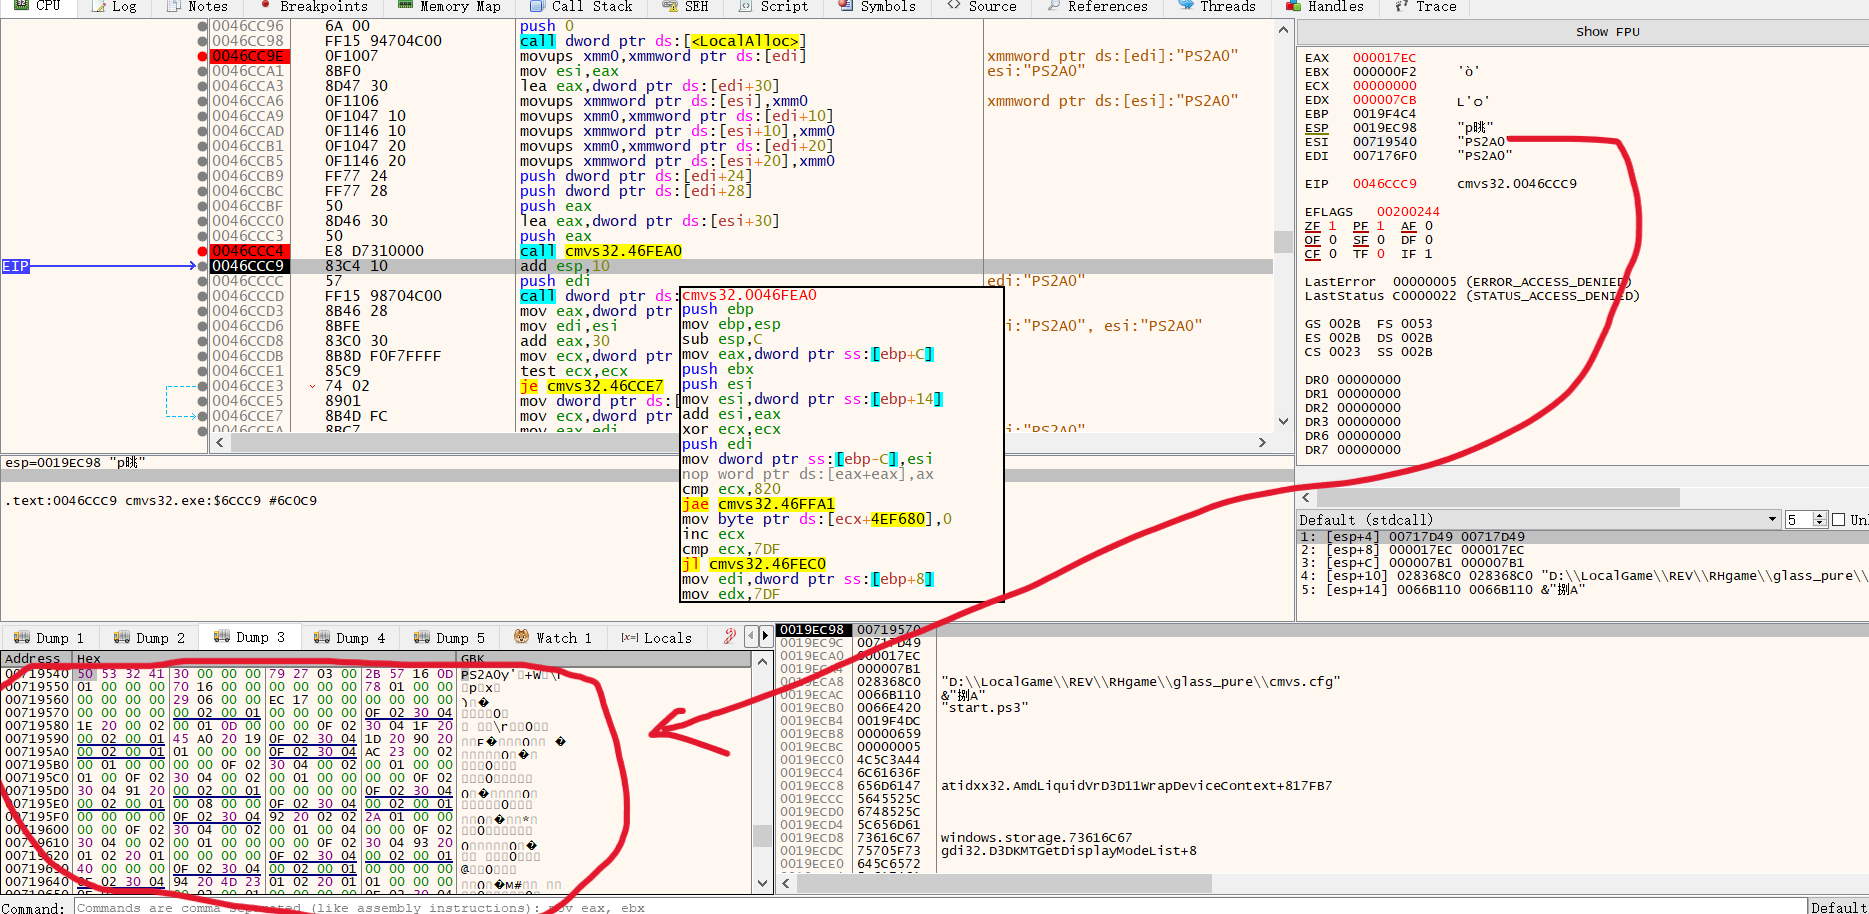 CPU Log Notes Breakpoints Memory Map Call Stack SEH Script Symbols Source References Threads Handles Trace
0046CC96 6A 00 push 0
0046CC98 FF15 94704C00 call dword ptr ds:[<LocalAlloc>]
0046CC9E 0F1007 movups xmm0,xmmword ptr ds:[edi] xmmword ptr ds:[edi]:"PS2A0"
0046CCA1 8BF0 mov esi,eax esi:"PS2A0"
0046CCA3 8D47 30 lea eax,dword ptr ds:[edi+30]
0046CCA6 0F1106 movups xmmword ptr ds:[esi],xmm0 xmmword ptr ds:[esi]:"PS2A0"
0046CCA9 0F1047 10 movups xmm0,xmmword ptr ds:[edi+10]
0046CCAD 0F1146 10 movups xmmword ptr ds:[esi+10],xmm0
0046CCB1 0F1047 20 movups xmm0,xmmword ptr ds:[edi+20]
0046CCB5 0F1146 20 movups xmmword ptr ds:[esi+20],xmm0
0046CCB9 FF77 24 push dword ptr ds:[edi+24]
0046CCBC FF77 28 push dword ptr ds:[edi+28]
0046CCBF 50 push eax
0046CCC0 8D46 30 lea eax,dword ptr ds:[esi+30]
0046CCC3 50 push eax
0046CCC4 E8 D7310000 call cmvs32.46FEA0
EIP 0046CCC9 83C4 10 add esp,10
0046CCCC 57 push edi edi:"PS2A0"
0046CCCD FF15 98704C00 call dword ptr ds:
0046CCD3 8B46 28 mov eax,dword ptr
0046CCD6 8BFE mov edi,esi :"PS2A0", esi:"PS2A0"
0046CCD8 83C0 30 add eax,30
0046CCDB 8B8D F0F7FFFF mov ecx,dword ptr
0046CCE1 85C9 test ecx,ecx
0046CCE3 74 02 je cmvs32.46CCE7
0046CCE5 8901 mov dword ptr ds:[
0046CCE7 8B4D FC mov ecx,dword ptr
cmvs32.0046FEA0
push ebp
mov ebp,esp
sub esp,C
mov eax,dword ptr ss:[ebp+C]
push ebx
push esi
mov esi,dword ptr ss:[ebp+14]
add esi,eax
xor ecx,ecx
push edi
mov dword ptr ss:[ebp-C],esi
nop word ptr ds:[eax+eax],ax
cmp ecx,820
jae cmvs32.46FFA1
mov byte ptr ds:[ecx+4EF680],0
inc ecx
cmp ecx,7DF
jl cmvs32.46FEC0
mov edi,dword ptr ss:[ebp+8]
mov edx,7DF
Show FPU
EAX 000017EC
EBX 000000F2 'ò'
ECX 00000000
EDX 000007CB L'ߋ'
EBP 0019F4C4
ESP 0019EC98 "p晀"
ESI 00719540 "PS2A0"
EDI 007176F0 "PS2A0"
EIP 0046CCC9 cmvs32.0046CCC9
EFLAGS 00200244
ZF 1 PF 1 AF 0
OF 0 SF 0 DF 0
CF 0 TF 0 IF 1
LastError 00000005 (ERROR_ACCESS_DENIED)
LastStatus C0000022 (STATUS_ACCESS_DENIED)
GS 002B FS 0053
ES 002B DS 002B
CS 0023 SS 002B
DR0 00000000
DR1 00000000
DR2 00000000
DR3 00000000
DR6 00000000
DR7 00000000
esp=0019EC98
.text:0046CCC9 cmvs32.exe:$6CCC9 #6C0C9
Default (stdcall) 5
1: [esp+4] 00717D49 00717D49
2: [esp+8] 000017EC 000017EC
3: [esp+C] 000007B1 000007B1
4: [esp+10] 028368C0 028368C0 "D:\\LocalGame\\REV\\RHgame\\glass_pure\\
5: [esp+14] 0066B110 0066B110
Dump 1 Dump 2 Dump 3 Dump 4 Dump 5 Watch 1 Locals
Address Hex GBK
00719540 50 53 32 41 30 00 00 00 79 27 03 00 2B 57 16 0D
00719550 01 00 00 00 70 16 00 00 00 00 00 00 78 01 00 00
00719560 00 00 00 00 29 06 00 00 EC 17 00 00 00 00 00 00
00719570 00 00 00 00 00 02 00 01 00 00 00 00 0F 02 30 04
00719580 1E 20 00 02 00 01 0D 00 00 00 0F 02 30 04 1F 20
00719590 00 02 00 01 45 A0 20 19 0F 02 30 04 1D 20 90 20
007195A0 00 02 00 01 01 00 00 00 0F 02 30 04 AC 23 00 02
007195B0 00 01 00 00 00 00 0F 02 30 04 00 02 00 01 00 00
007195C0 01 00 0F 02 30 04 00 02 00 01 00 00 00 00 0F 02
007195D0 30 04 91 20 00 02 00 01 00 00 00 00 0F 02 30 04
007195E0 00 02 00 01 00 08 00 00 0F 02 30 04 00 02 00 01
007195F0 00 00 00 00 0F 02 30 04 92 20 02 02 2A 01 00 00
00719600 00 00 0F 02 30 04 00 02 00 01 00 04 00 00 0F 02
00719610 30 04 00 02 00 01 00 00 00 00 0F 02 30 04 93 20
00719620 01 02 20 01 00 00 00 00 0F 02 30 04 00 02 00 01
00719630 40 00 00 00 0F 02 30 04 00 02 00 01 00 00 00 00
00719640 0F 02 30 04 94 20 4D 23 01 02 20 01 01 00 00 00
0019EC98 00719570
0019EC9C 00717D49
0019ECA0 000017EC
0019ECA4 000007B1
0019ECA8 028368C0 "D:\\LocalGame\\REV\\RHgame\\glass_pure\\cmvs.cfg"
0019ECAC 0066B110
0019ECB0 0066E420 "start.ps3"
0019ECB4 0019F4DC
0019ECB8 00000659
0019ECBC 00000005
0019ECC0 4C5C3A44
0019ECC4 6C61636F
0019ECC8 656D6147 atidxx32.AmdLiquidVrD3D11WrapDeviceContext+817FB7
0019ECCC 5645525C
0019ECD0 6748525C
0019ECD4 5C656D61
0019ECD8 73616C67 windows.storage.73616C67
0019ECDC 75705F73 gdi32.D3DKMTGetDisplayModeList+8
0019ECE0 645C6572
Command: Commands are comma separated (like assembly instructions): mov eax, ebx Default